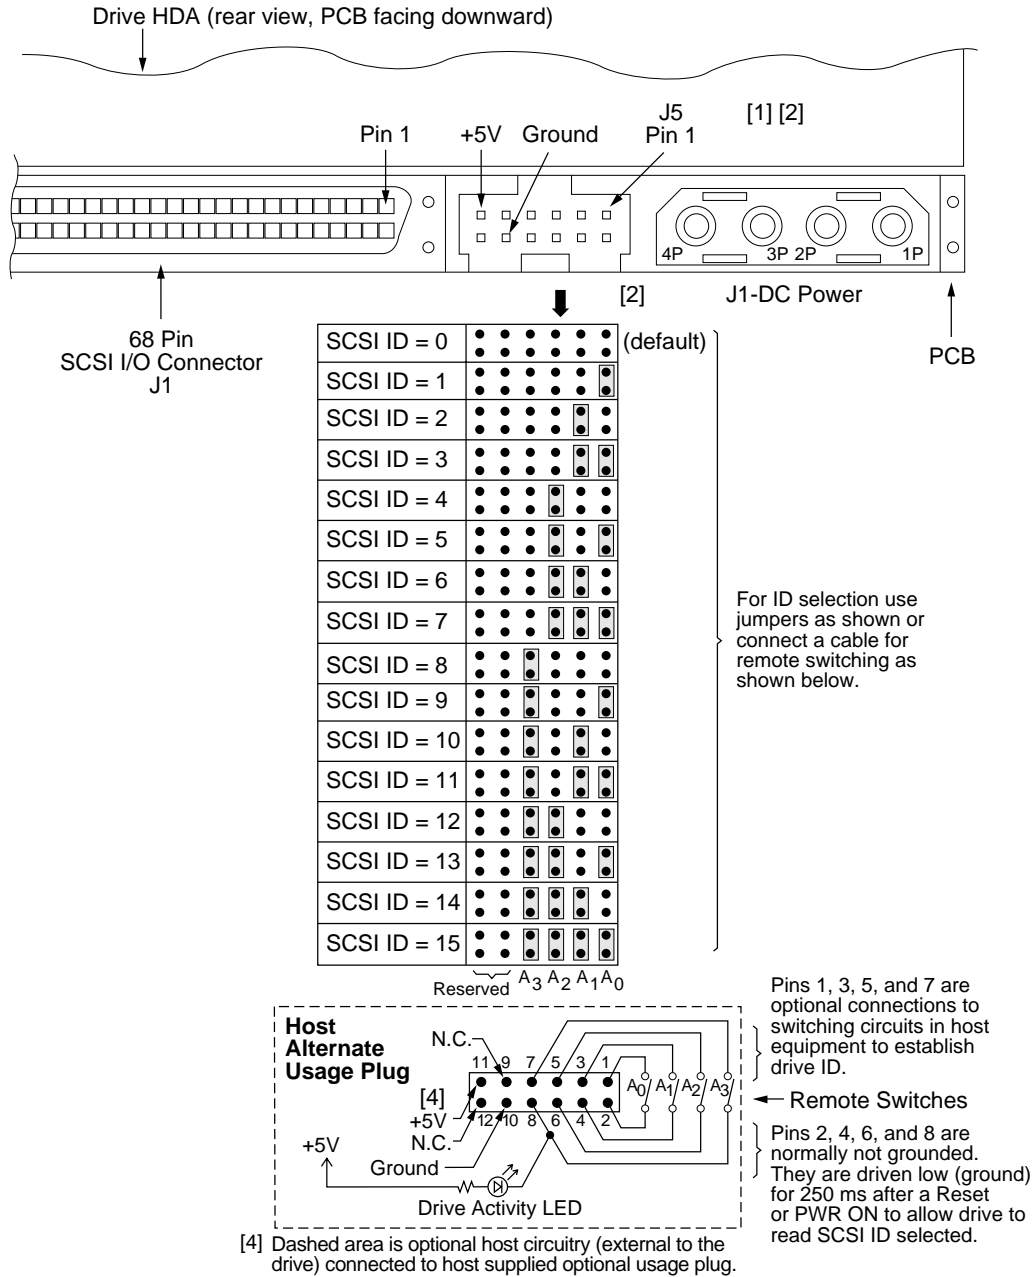 Drive HDA (rear view, PCB facing downward)
J5 [1] [2]
Pin 1 +5V Ground Pin 1
4P 3P 2P 1P
[2] J1-DC Power
68 Pin
SCSI I/O Connector
J1
PCB
SCSI ID = 0 (default)
SCSI ID = 1
SCSI ID = 2
SCSI ID = 3
SCSI ID = 4
SCSI ID = 5
SCSI ID = 6
SCSI ID = 7
SCSI ID = 8
SCSI ID = 9
SCSI ID = 10
SCSI ID = 11
SCSI ID = 12
SCSI ID = 13
SCSI ID = 14
SCSI ID = 15
For ID selection use
jumpers as shown or
connect a cable for
remote switching as
shown below.
Reserved A3 A2 A1 A0
Host
Alternate
Usage Plug
N.C.
11 9 7 5 3 1
[4]
+5V
12 10 8 6 4 2
N.C.
Ground
+5V
Drive Activity LED
A0 A1 A2 A3
Pins 1, 3, 5, and 7 are
optional connections to
switching circuits in host
equipment to establish
drive ID.
Remote Switches
Pins 2, 4, 6, and 8 are
normally not grounded.
They are driven low (ground)
for 250 ms after a Reset
or PWR ON to allow drive to
read SCSI ID selected.
[4] Dashed area is optional host circuitry (external to the
drive) connected to host supplied optional usage plug.